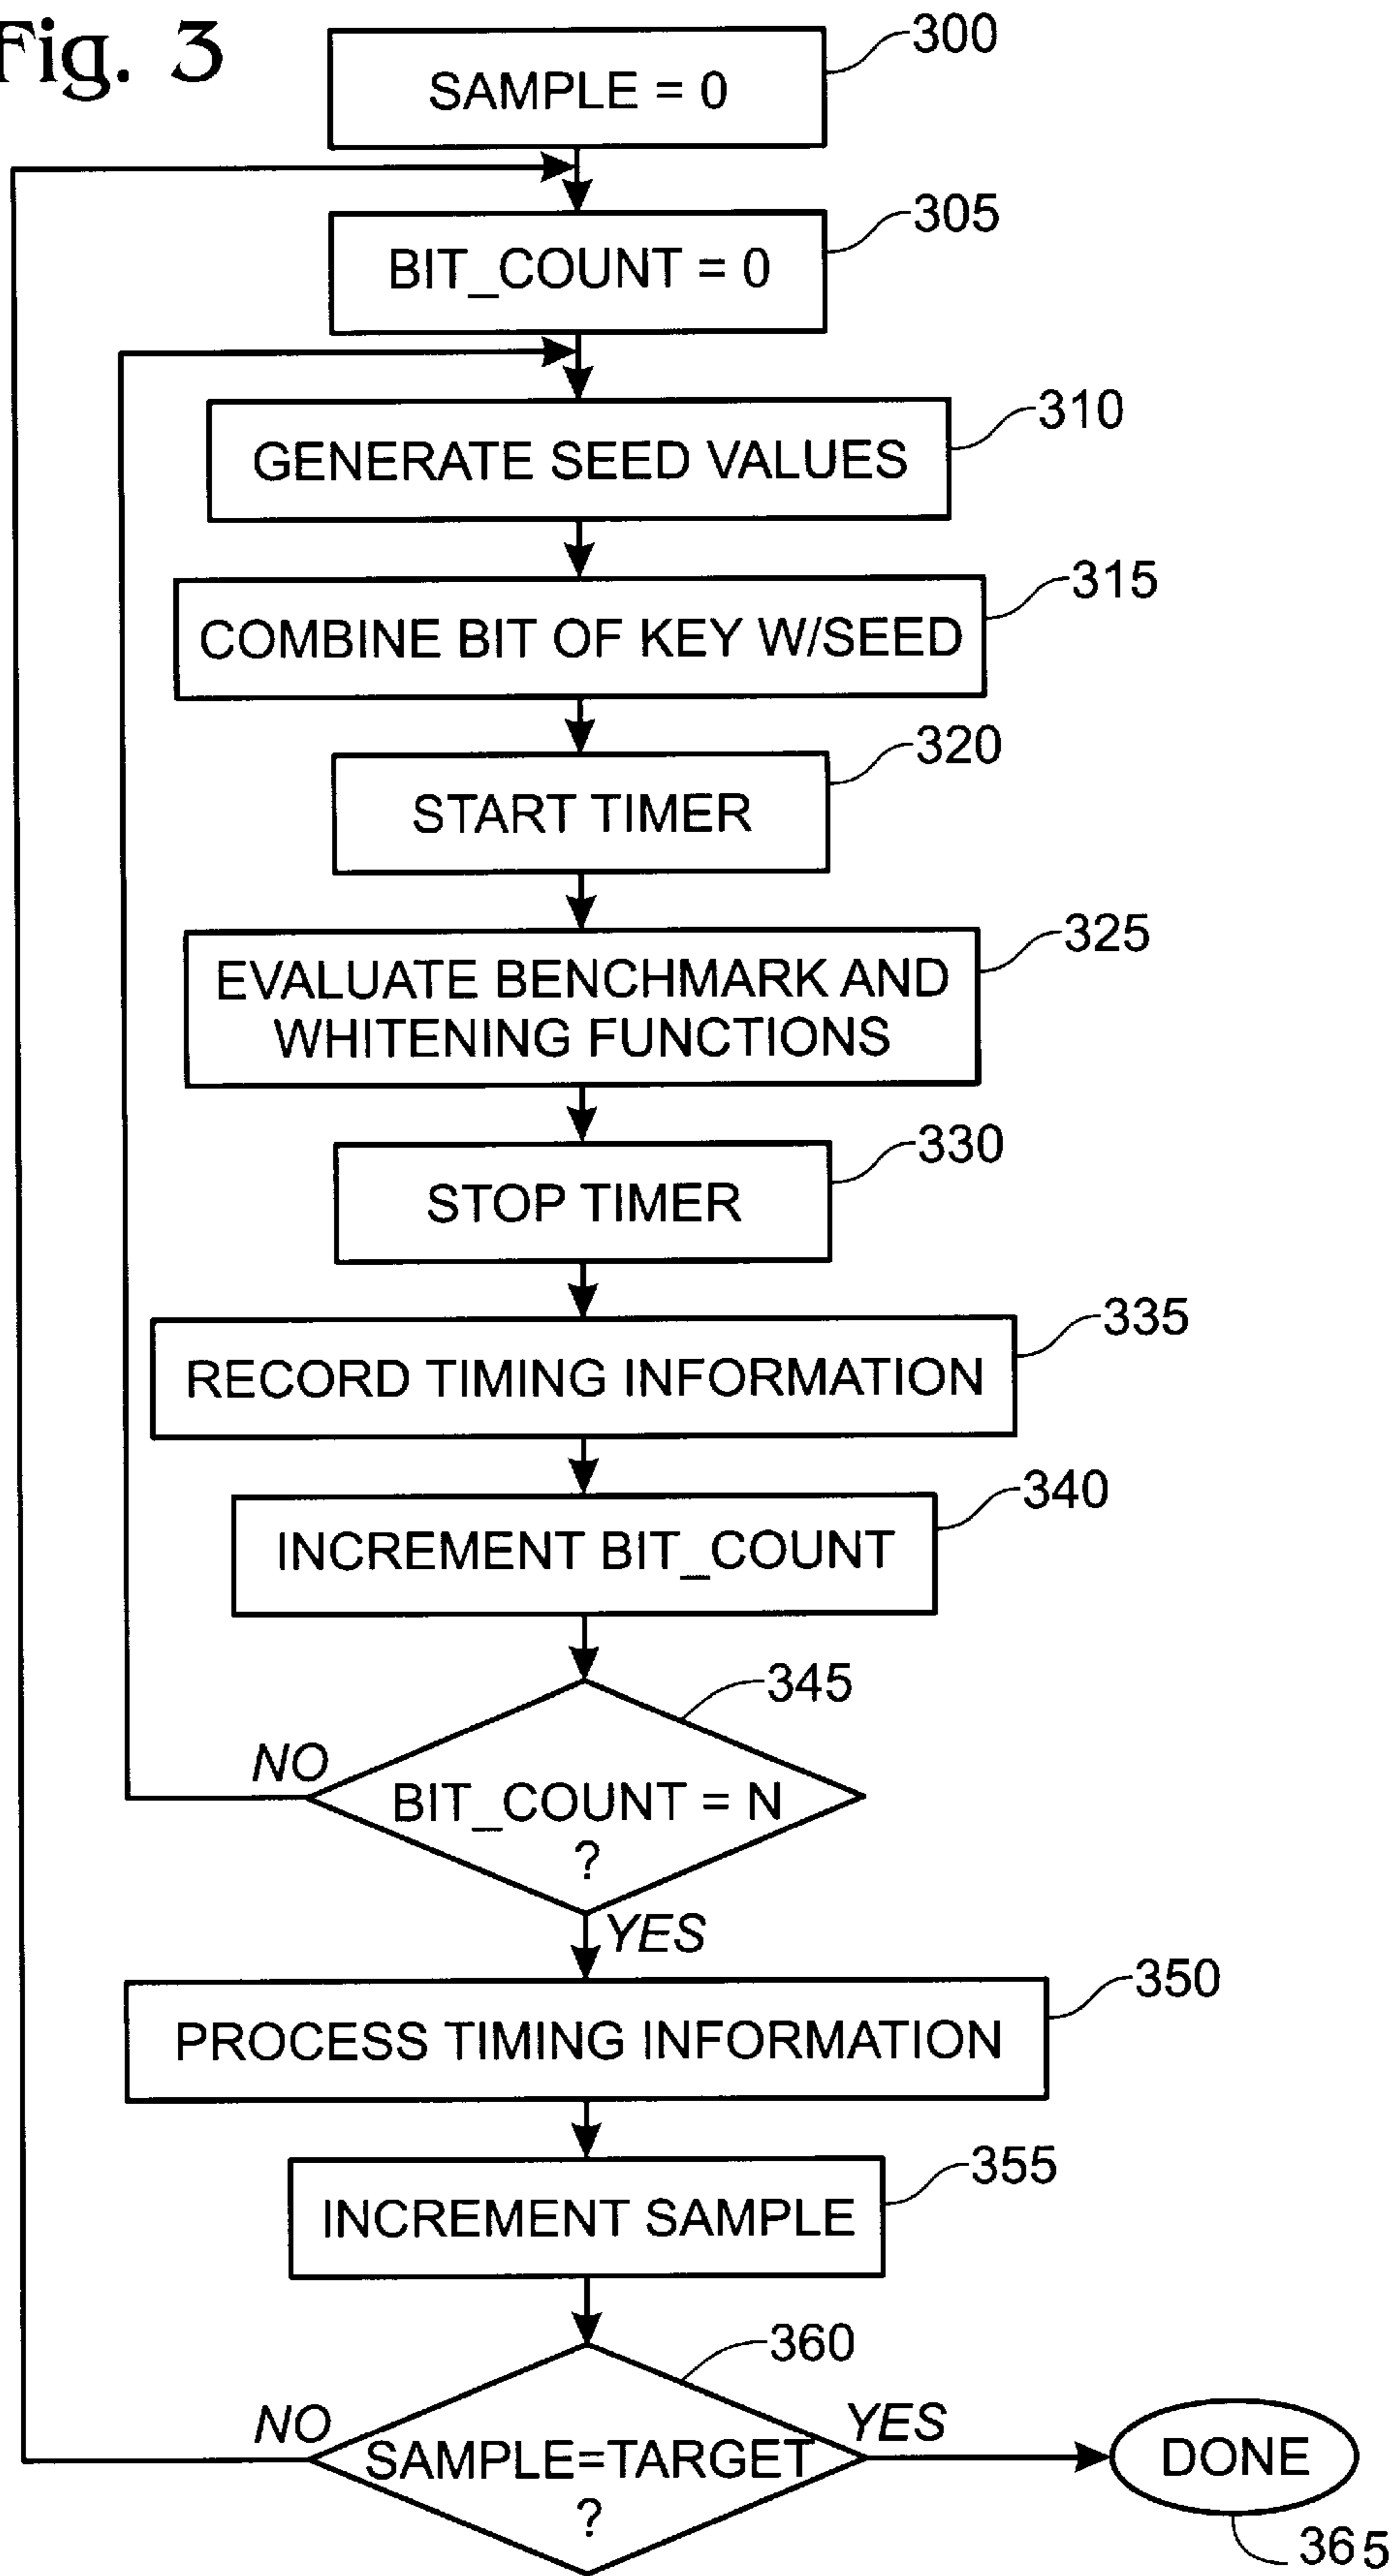 Fig. 3
300
SAMPLE = 0
305
BIT_COUNT = 0
310
GENERATE SEED VALUES
315
COMBINE BIT OF KEY W/SEED
320
START TIMER
325
EVALUATE BENCHMARK AND
WHITENING FUNCTIONS
330
STOP TIMER
335
RECORD TIMING INFORMATION
340
INCREMENT BIT_COUNT
345
NO
BIT_COUNT = N
?
YES
350
PROCESS TIMING INFORMATION
355
INCREMENT SAMPLE
360
NO
YES
SAMPLE=TARGET
?
DONE
365